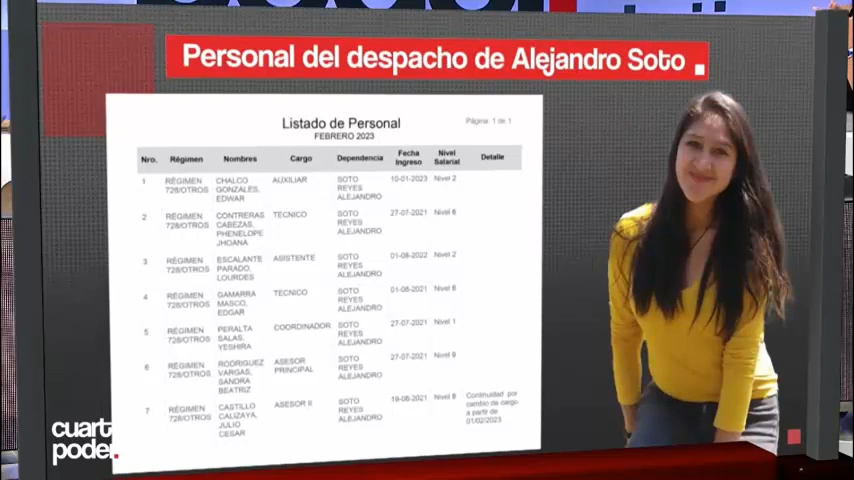 Personal del despacho de Alejandro Soto
Listado de Personal
Página: 1 de 1
FEBRERO 2023
Nro. Régimen Nombres Cargo Dependencia Fecha Ingreso Nivel Salarial Detalle
1 RÉGIMEN 728/OTROS CHALCO GONZALES, EDWAR AUXILIAR SOTO REYES ALEJANDRO 10-01-2023 Nivel 2
2 RÉGIMEN 728/OTROS CONTRERAS CABEZAS, PHENELOPE JHOANA TECNICO SOTO REYES ALEJANDRO 27-07-2021 Nivel 6
3 RÉGIMEN 728/OTROS ESCALANTE PARADO, LOURDES ASISTENTE SOTO REYES ALEJANDRO 01-08-2022 Nivel 2
4 RÉGIMEN 728/OTROS GAMARRA MASCO, EDGAR TECNICO SOTO REYES ALEJANDRO 01-08-2021 Nivel 6
5 RÉGIMEN 728/OTROS PERALTA SALAS, YESHIRA COORDINADOR SOTO REYES ALEJANDRO 27-07-2021 Nivel 1
6 RÉGIMEN 728/OTROS RODRIGUEZ VARGAS, SANDRA BEATRIZ ASESOR PRINCIPAL SOTO REYES ALEJANDRO 27-07-2021 Nivel 9
7 RÉGIMEN 728/OTROS CASTILLO CALIZAYA, JULIO CESAR ASESOR II SOTO REYES ALEJANDRO 19-08-2021 Nivel 8 Continuidad por cambio de cargo a partir de 01/02/2023
cuarto
poder.